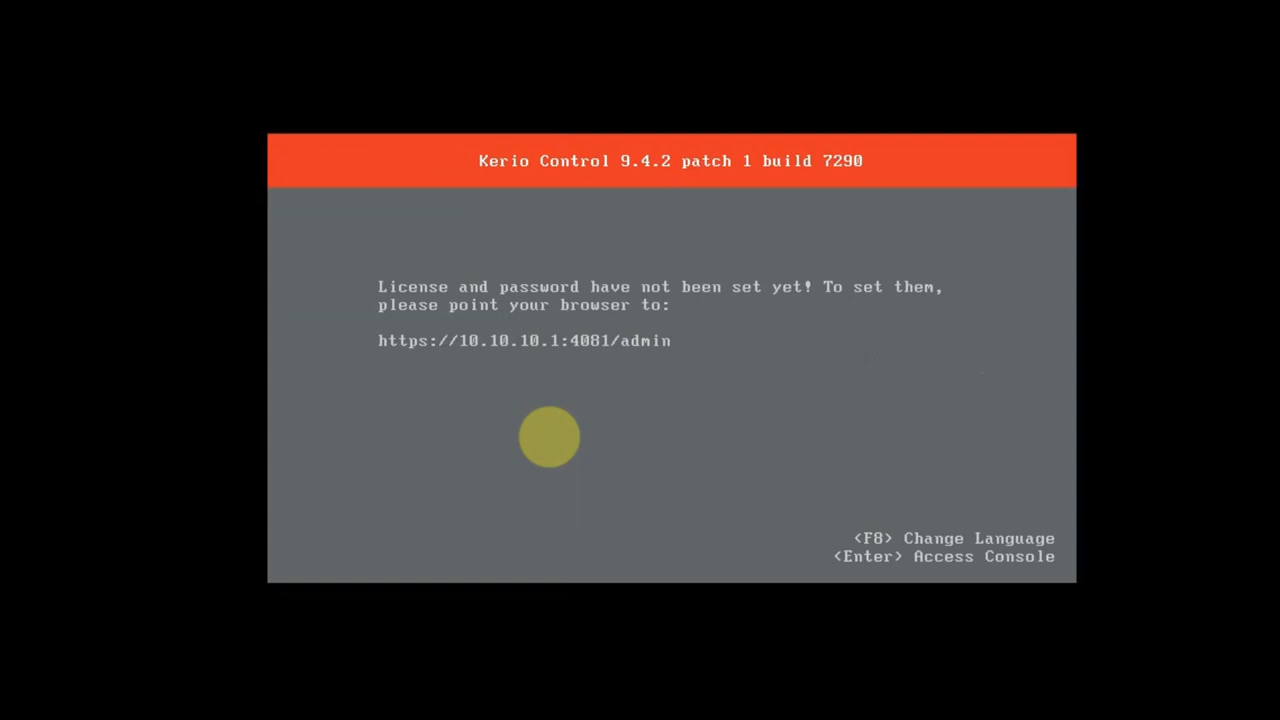 Kerio Control 9.4.2 patch 1 build 7290
License and password have not been set yet! To set them,
please point your browser to:
https://10.10.10.1:4081/admin
<F8> Change Language
<Enter> Access Console